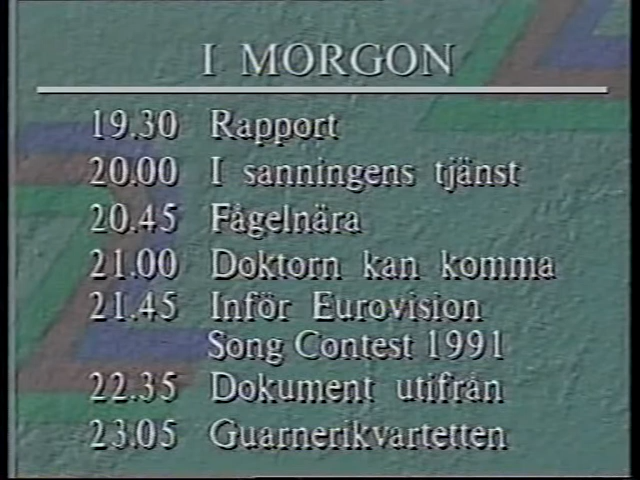 I MORGON
19.30 Rapport
20.00 I sanningens tjänst
20.45 Fågelnära
21.00 Doktorn kan komma
21.45 Inför Eurovision
Song Contest 1991
22.35 Dokument utifrån
23.05 Guarnerikvartetten